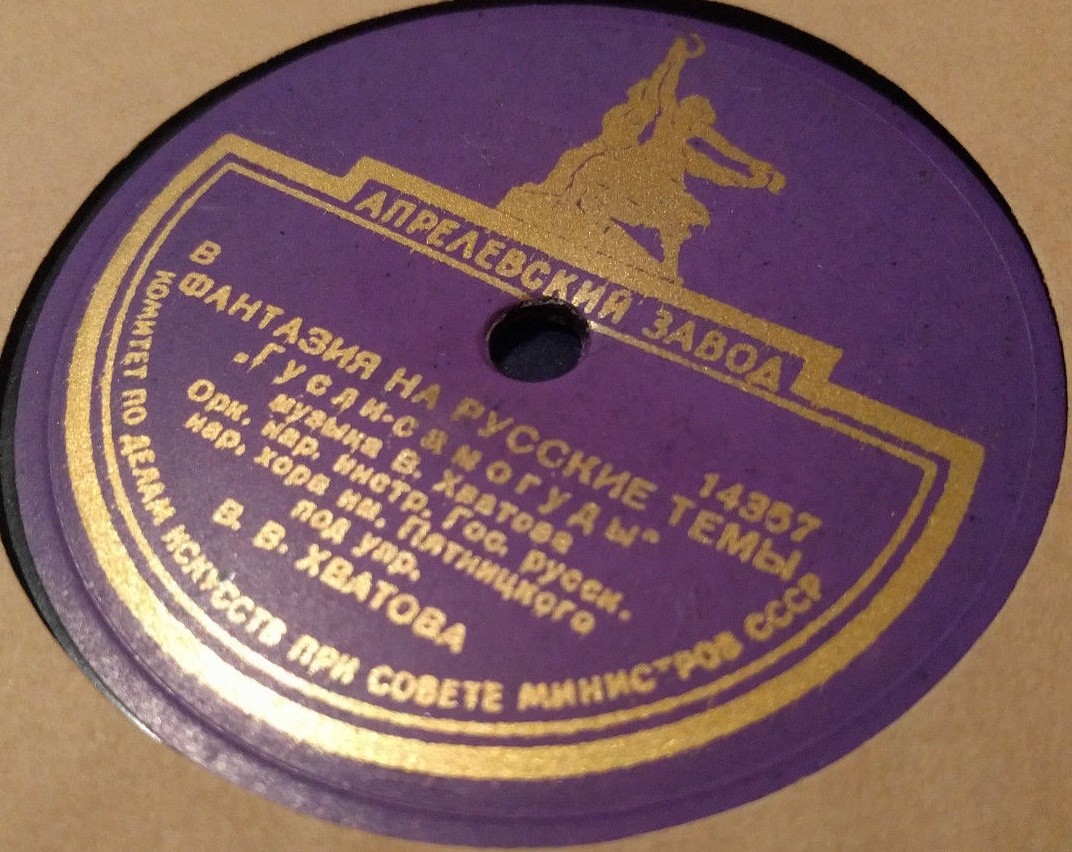 АПРЕЛЕВСКИЙ ЗАВОД
В 14357
ФАНТАЗИЯ НА РУССКИЕ ТЕМЫ
„Гусли-самогуды“
музыка В. Хватова
Орк. нар. инстр. Гос. русск.
нар. хора им. Пятницкого
под упр.
В. В. ХВАТОВА
КОМИТЕТ ПО ДЕЛАМ ИСКУССТВ ПРИ СОВЕТЕ МИНИСТРОВ СССР